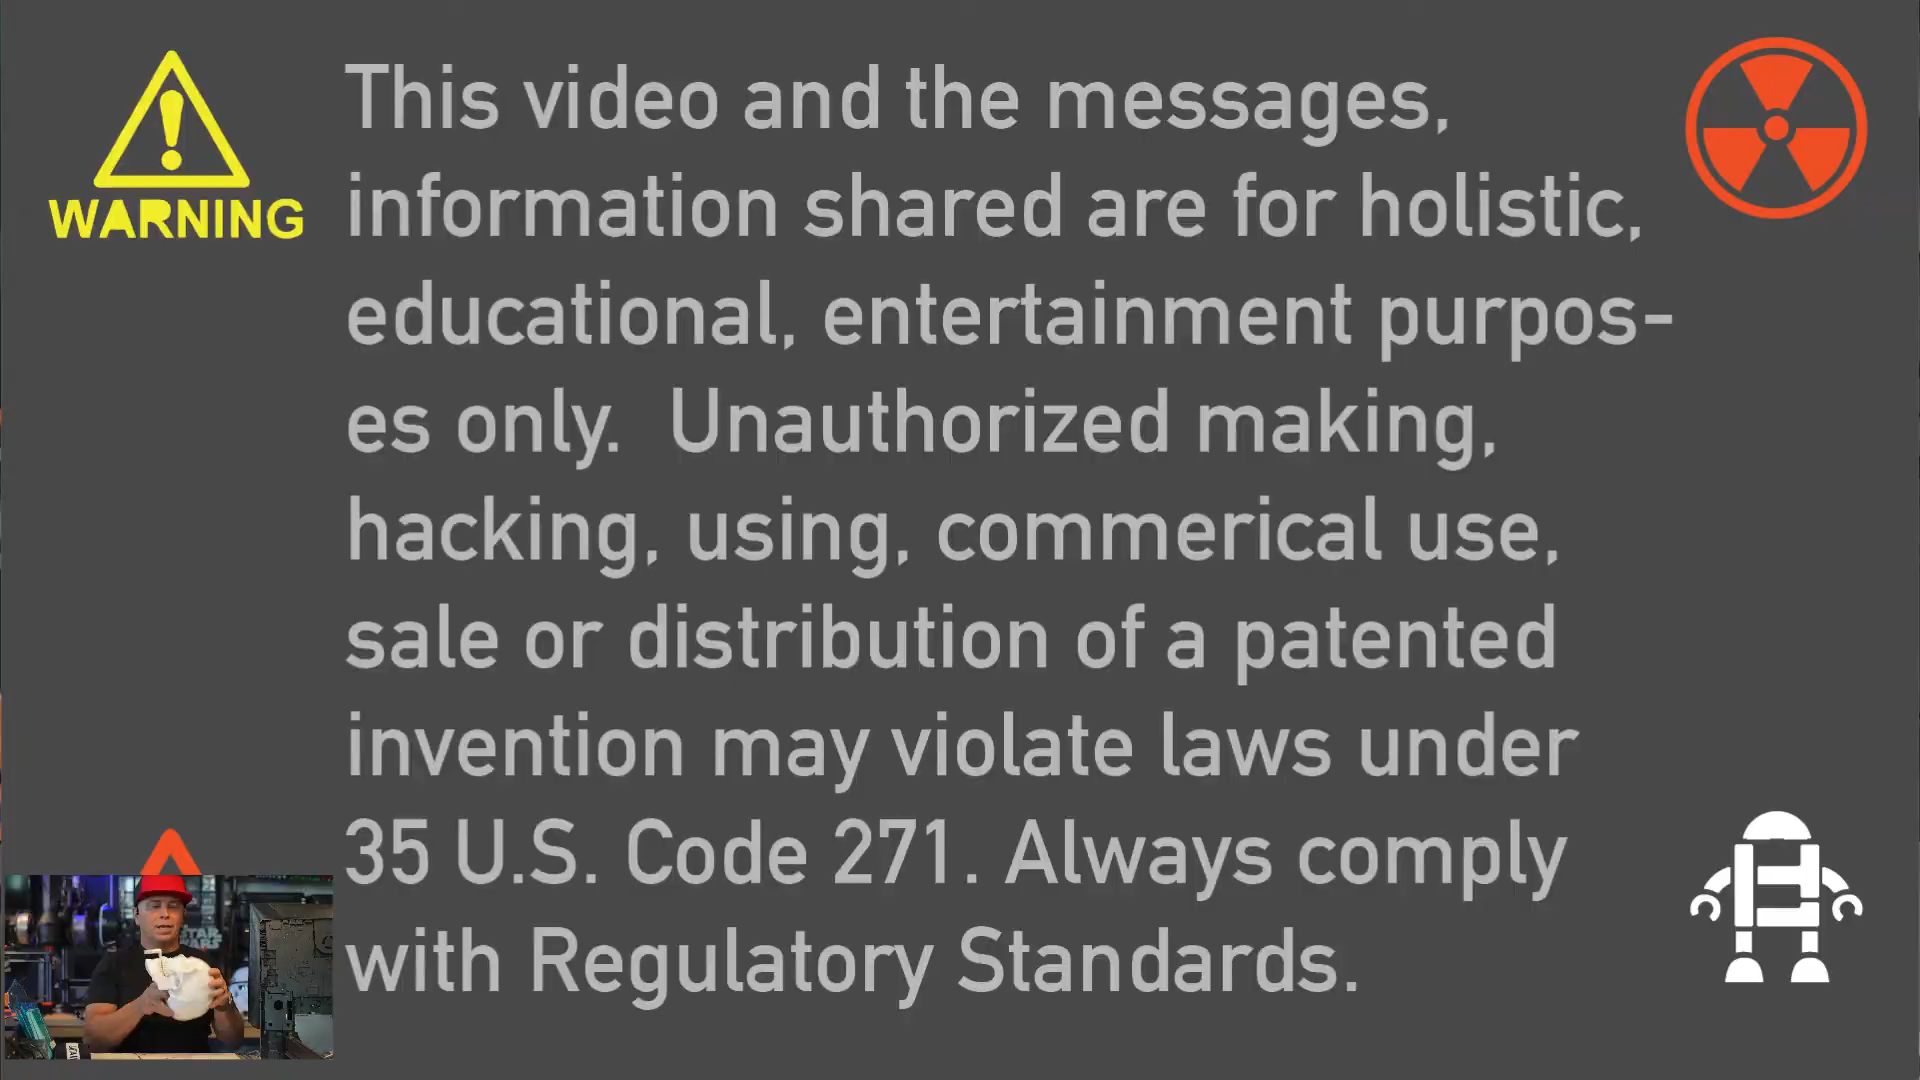 WARNING
This video and the messages,
information shared are for holistic,
educational, entertainment purpos-
es only. Unauthorized making,
hacking, using, commerical use,
sale or distribution of a patented
invention may violate laws under
35 U.S. Code 271. Always comply
with Regulatory Standards.
STAR
WARS